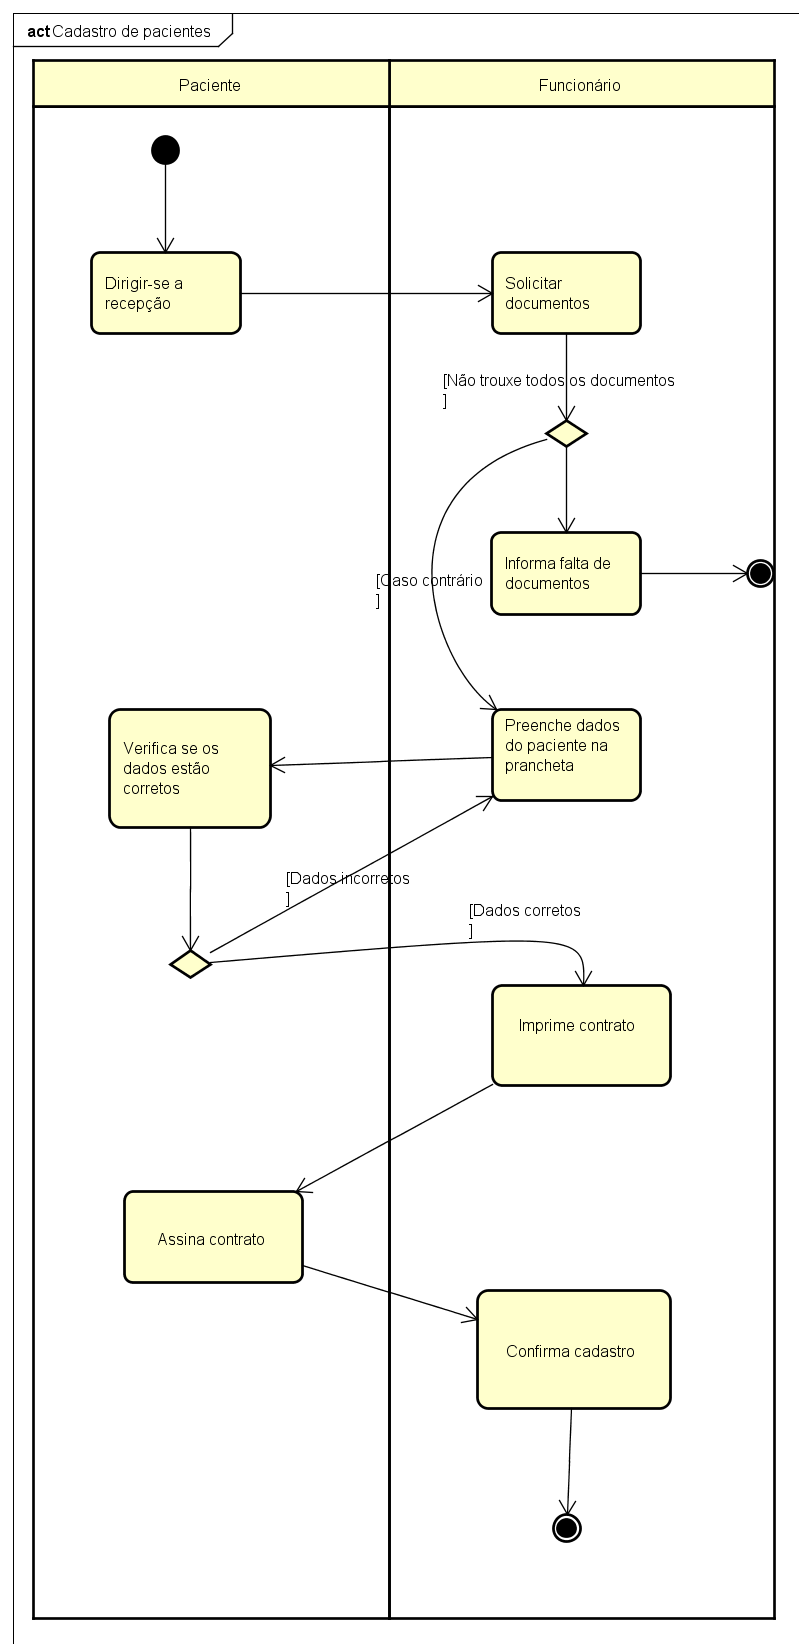 act Cadastro de pacientes
Paciente
Funcionário
Dirigir-se a
recepção
Solicitar
documentos
[Não trouxe todos os documentos
]
Informa falta de
documentos
[Caso contrário
]
Preenche dados
do paciente na
prancheta
Verifica se os
dados estão
corretos
[Dados incorretos
]
[Dados corretos
]
Imprime contrato
Assina contrato
Confirma cadastro